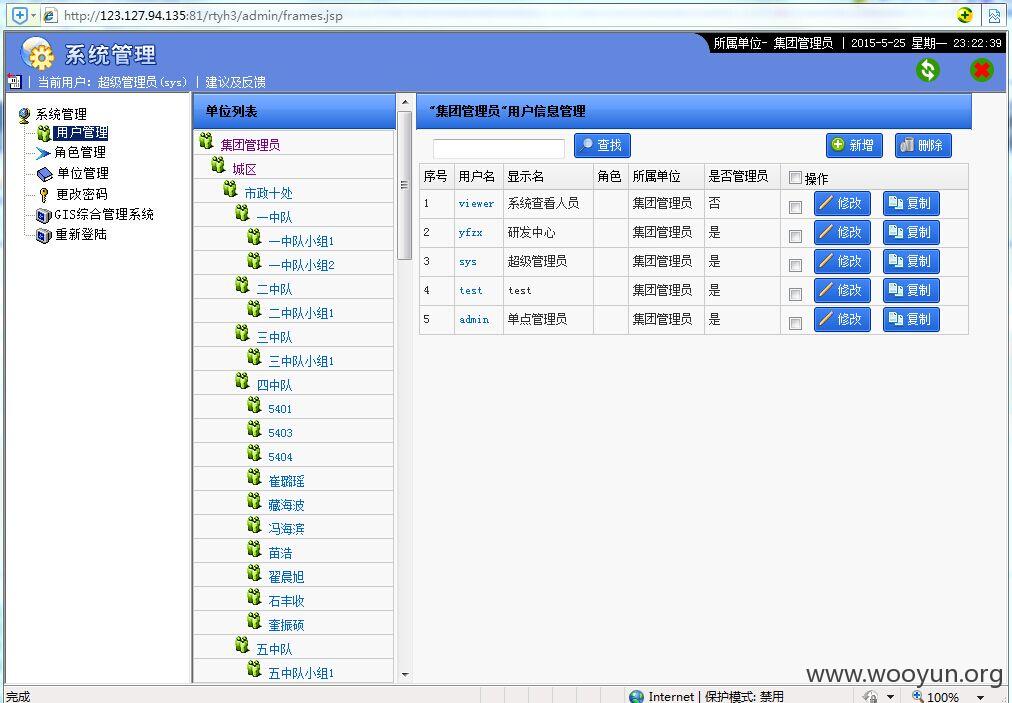 http://123.127.94.135:81/rtyh3/admin/frames.jsp
系统管理
所属单位- 集团管理员 | 2015-5-25 星期一 23:22:39
当前用户: 超级管理员(sys) | 建议及反馈
系统管理
用户管理
角色管理
单位管理
更改密码
GIS综合管理系统
重新登陆
单位列表
集团管理员
城区
市政十处
一中队
一中队小组1
一中队小组2
二中队
二中队小组1
三中队
三中队小组1
四中队
5401
5403
5404
崔璐瑶
藏海波
冯海滨
苗浩
翟晨旭
石丰收
奎振硕
五中队
五中队小组1
"集团管理员"用户信息管理
查找 新增 删除
序号 用户名 显示名 角色 所属单位 是否管理员 操作
1 viewer 系统查看人员 集团管理员 否 修改 复制
2 yfzx 研发中心 集团管理员 是 修改 复制
3 sys 超级管理员 集团管理员 是 修改 复制
4 test test 集团管理员 是 修改 复制
5 admin 单点管理员 集团管理员 是 修改 复制
www.wooyun.org
完成 Internet | 保护模式: 禁用 100%